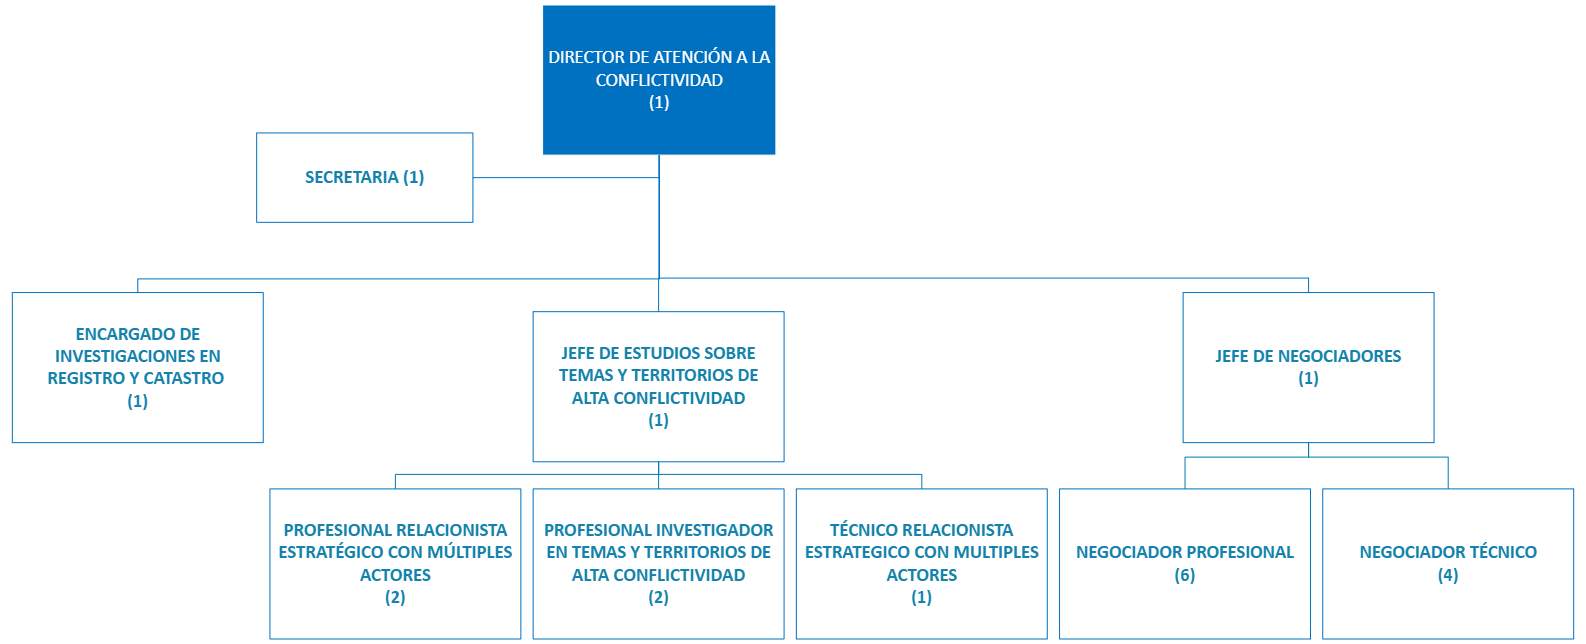 DIRECTOR DE ATENCIÓN A LA
CONFLICTIVIDAD
(1)
SECRETARIA (1)
ENCARGADO DE
INVESTIGACIONES EN
REGISTRO Y CATASTRO
(1)
JEFE DE ESTUDIOS SOBRE
TEMAS Y TERRITORIOS DE
ALTA CONFLICTIVIDAD
(1)
JEFE DE NEGOCIADORES
(1)
PROFESIONAL RELACIONISTA
ESTRATÉGICO CON MÚLTIPLES
ACTORES
(2)
PROFESIONAL INVESTIGADOR
EN TEMAS Y TERRITORIOS DE
ALTA CONFLICTIVIDAD
(2)
TÉCNICO RELACIONISTA
ESTRATEGICO CON MULTIPLES
ACTORES
(1)
NEGOCIADOR PROFESIONAL
(6)
NEGOCIADOR TÉCNICO
(4)